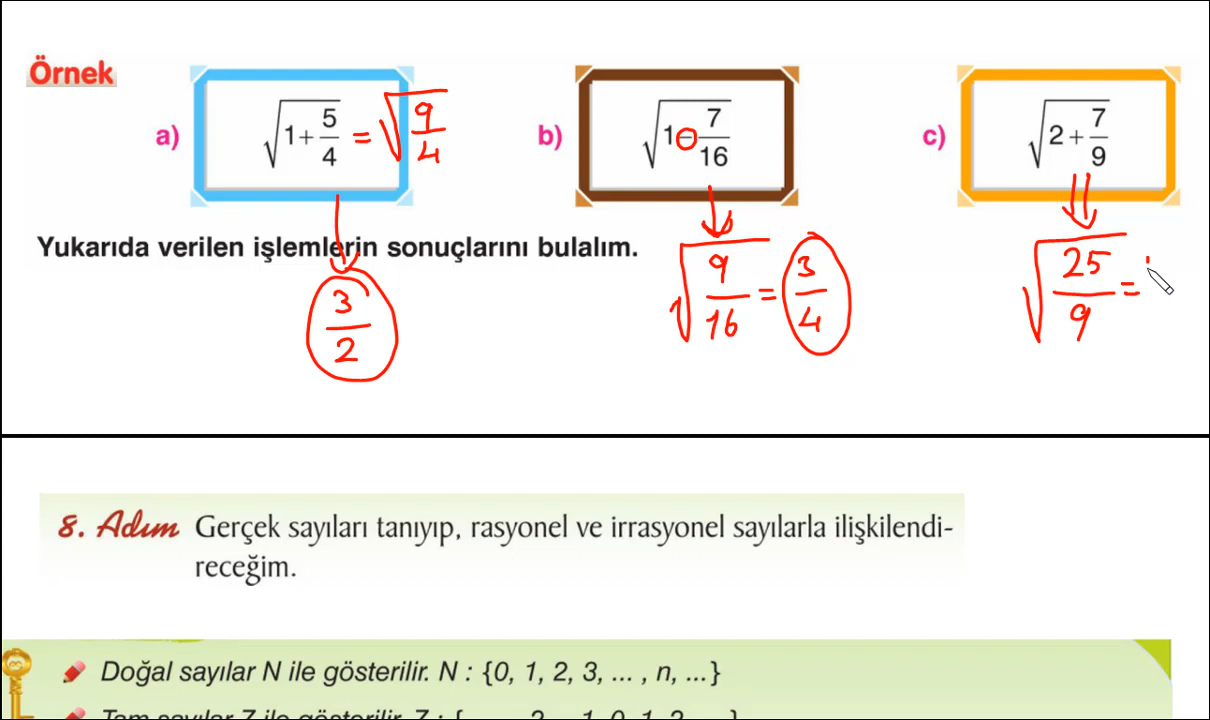 Örnek
a) √(1+5/4) = √(9/4)
b) √(1−7/16)
c) √(2+7/9)
Yukarıda verilen işlemlerin sonuçlarını bulalım.
3/2
√(9/16) = 3/4
√(25/9) =
8. Adım Gerçek sayıları tanıyıp, rasyonel ve irrasyonel sayılarla ilişkilendi-
receğim.
Doğal sayılar N ile gösterilir. N : {0, 1, 2, 3, ... , n, ...}